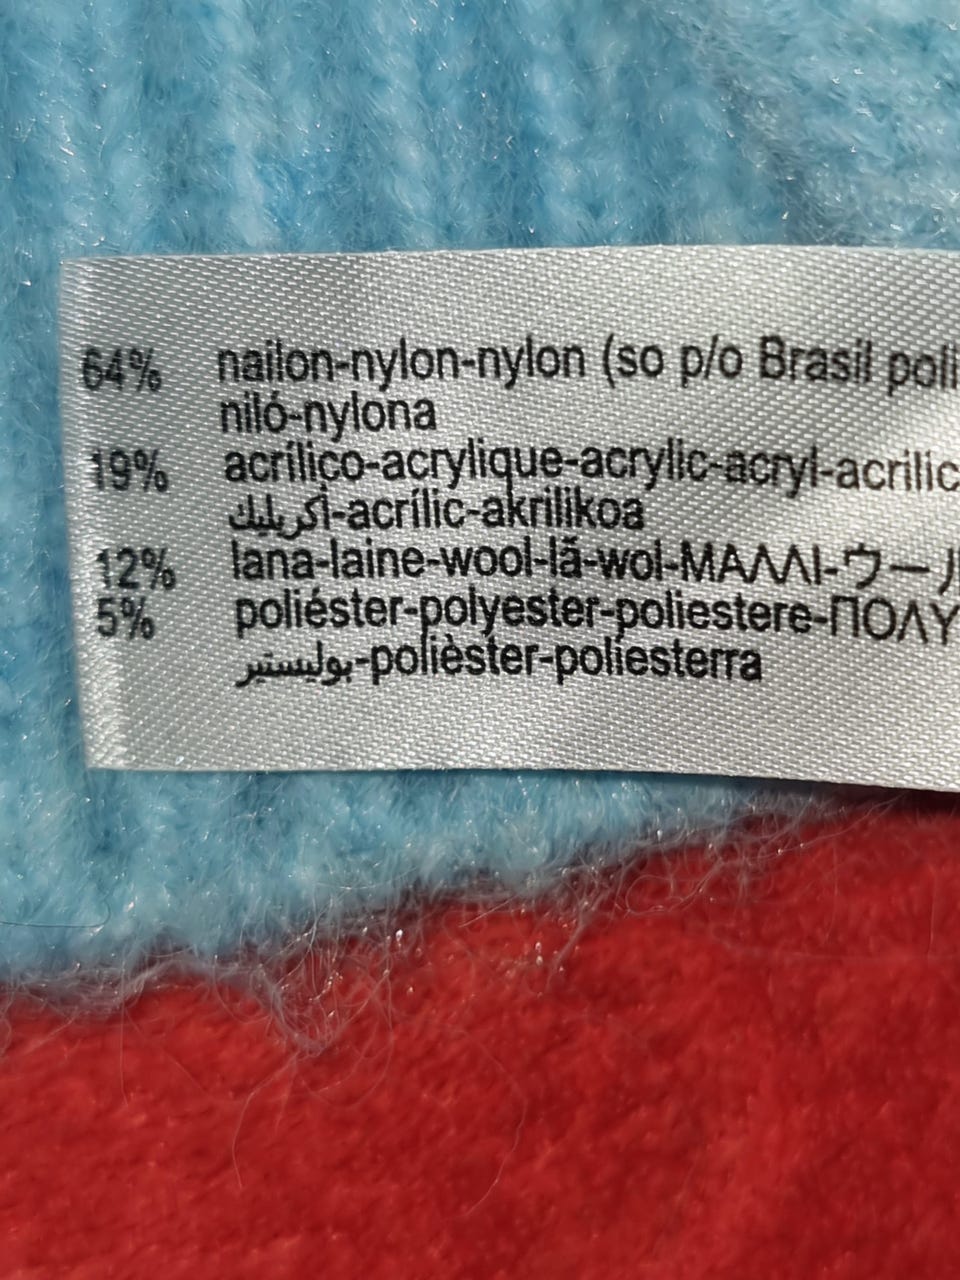 64% nailon-nylon-nylon (so p/o Brasil poli
niló-nylona
19% acrílico-acrylique-acrylic-acryl-acrilic
أكريليك-acrílic-akrilikoa
12% lana-laine-wool-lã-wol-ΜΑΛΛΙ-ウール
5% poliéster-polyester-poliestere-ΠΟΛΥ
بوليستير-polièster-poliesterra